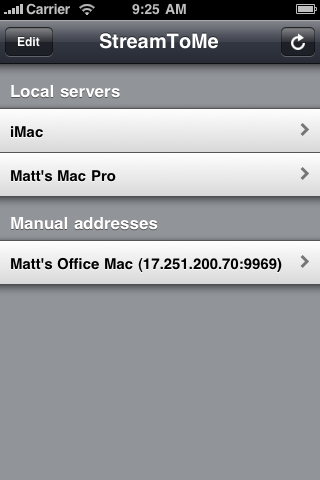 Carrier 9:25 AM
Edit StreamToMe
Local servers
iMac
Matt's Mac Pro
Manual addresses
Matt's Office Mac (17.251.200.70:9969)